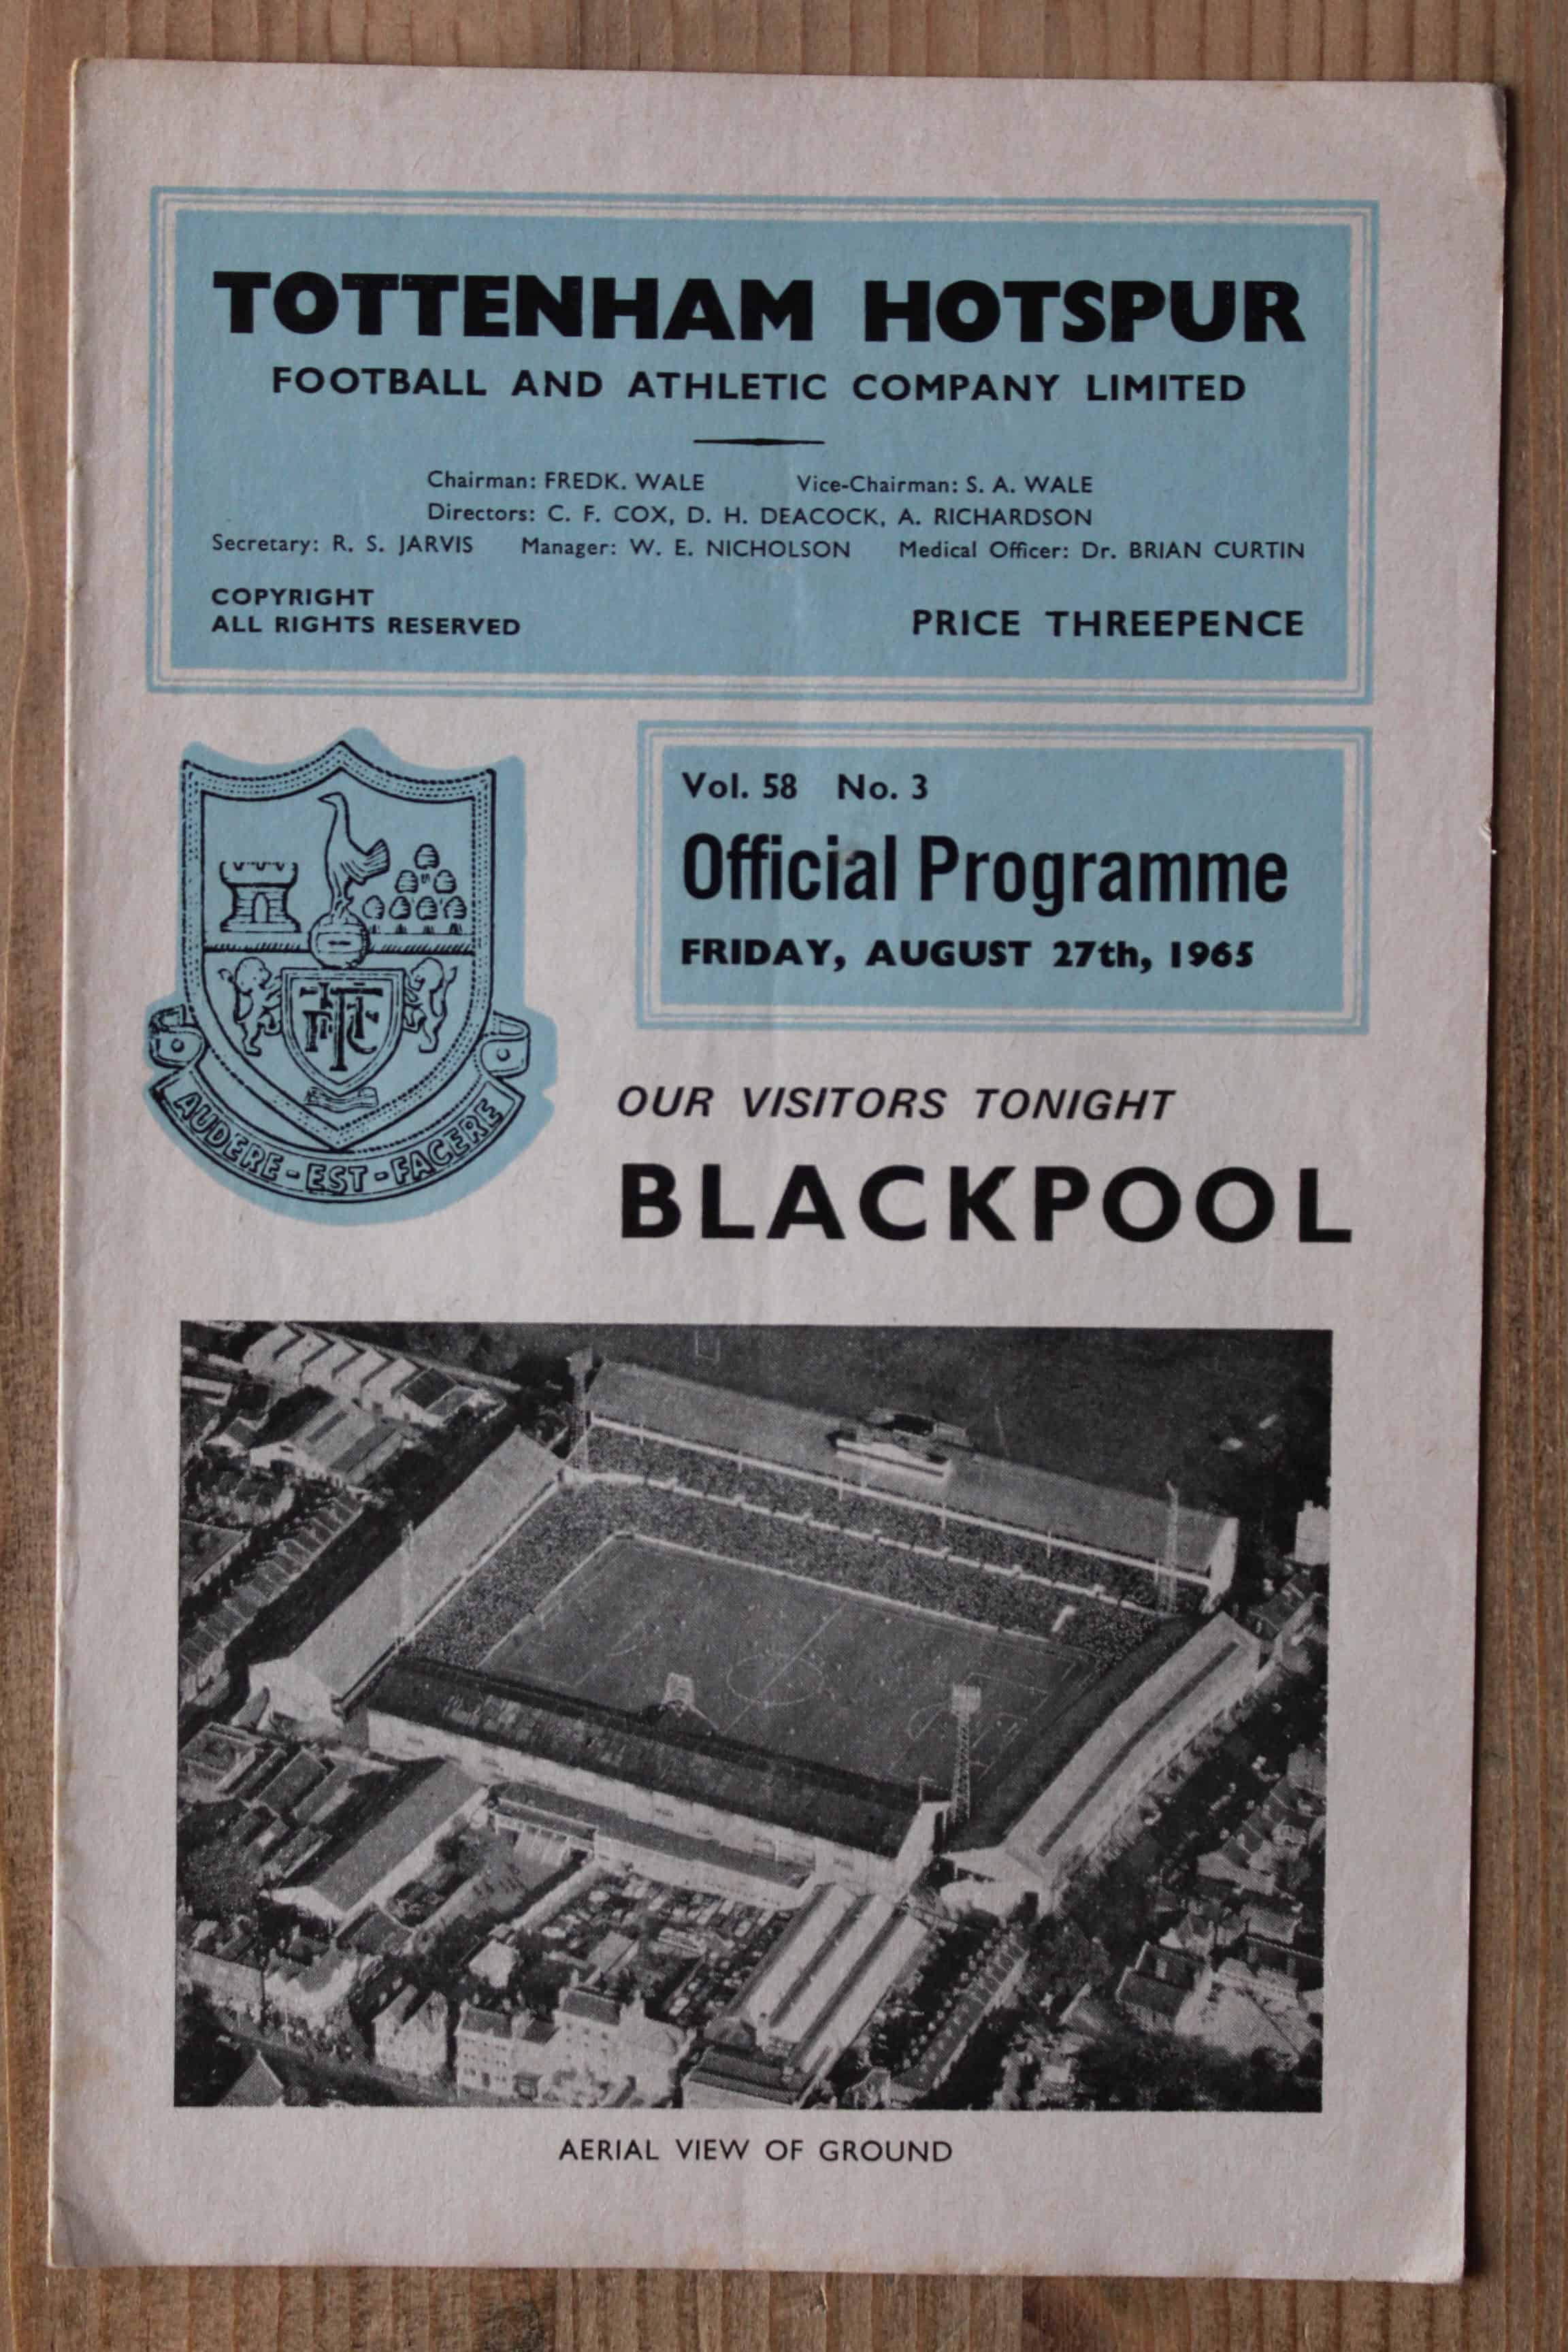 TOTTENHAM HOTSPUR
FOOTBALL AND ATHLETIC COMPANY LIMITED
Chairman: FREDK. WALE Vice-Chairman: S. A. WALE
Directors: C. F. COX, D. H. DEACOCK, A. RICHARDSON
Secretary: R. S. JARVIS Manager: W. E. NICHOLSON Medical Officer: Dr. BRIAN CURTIN
COPYRIGHT
ALL RIGHTS RESERVED
PRICE THREEPENCE
Vol. 58 No. 3
Official Programme
FRIDAY, AUGUST 27th, 1965
AUDERE-EST-FACERE
OUR VISITORS TONIGHT
BLACKPOOL
AERIAL VIEW OF GROUND